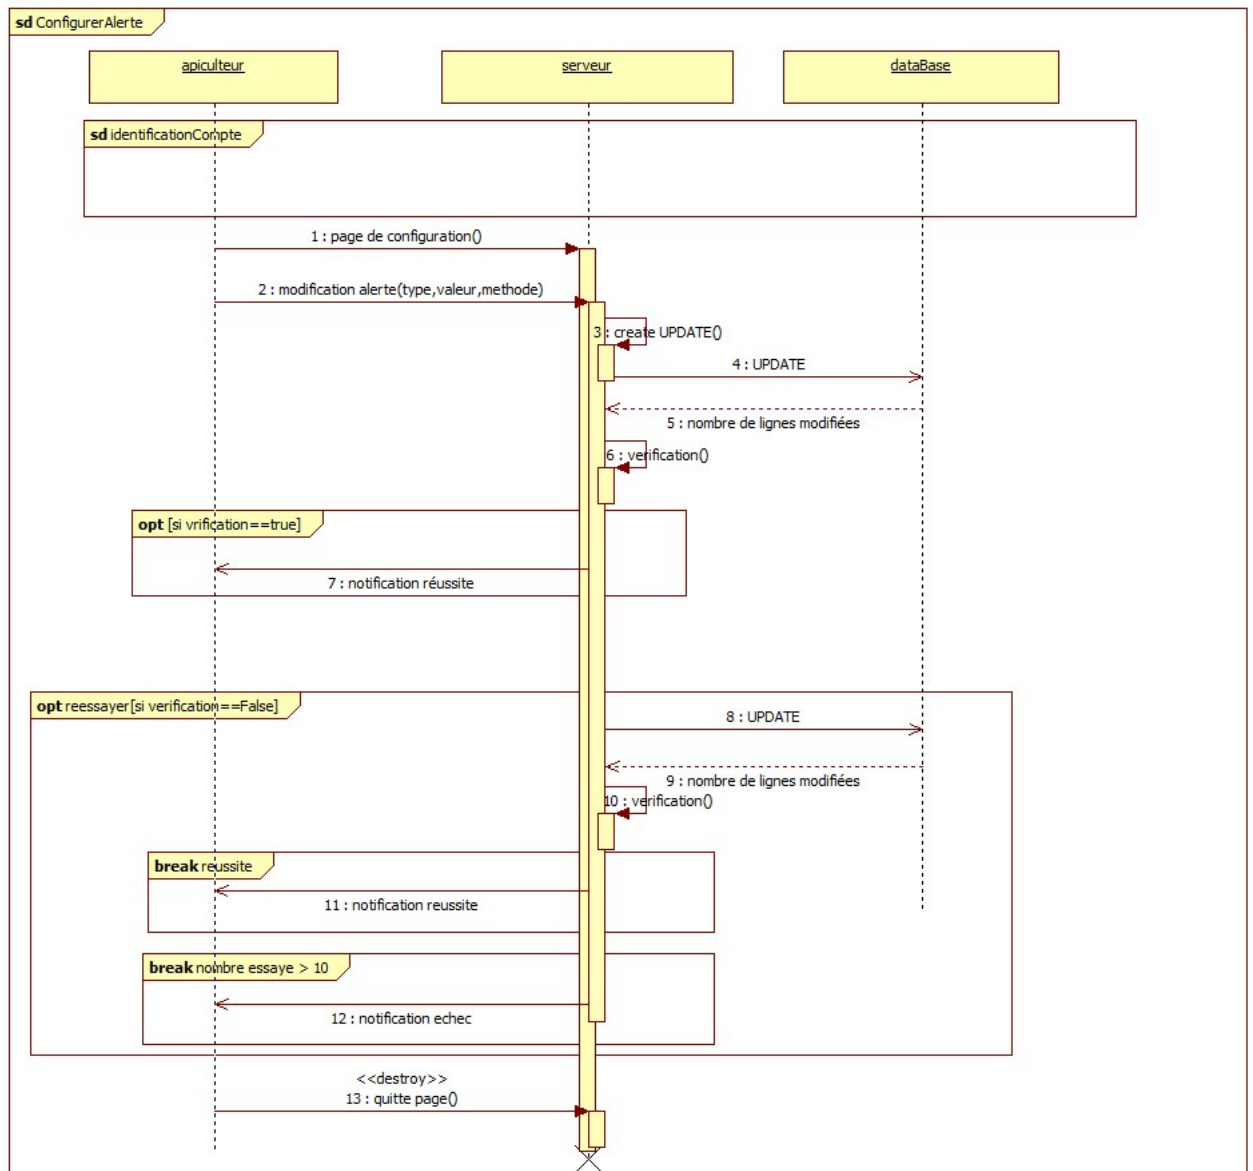 sd ConfigurerAlerte
apiculteur
serveur
dataBase
sd identificationCompte
1 : page de configuration()
2 : modification alerte(type,valeur,methode)
3 : create UPDATE()
4 : UPDATE
5 : nombre de lignes modifiées
6 : verification()
opt [si vrification==true]
7 : notification réussite
opt reessayer[si verification==False]
8 : UPDATE
9 : nombre de lignes modifiées
10 : verification()
break reussite
11 : notification reussite
break nombre essaye > 10
12 : notification echec
<<destroy>>
13 : quitte page()